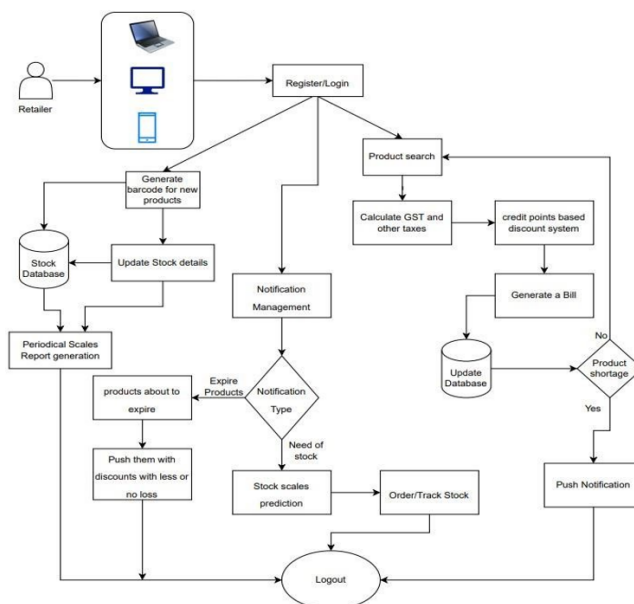 Retailer
Register/Login
Generate
barcode for new
products
Product search
Calculate GST and
other taxes
credit points based
discount system
Stock
Database
Update Stock details
Notification
Management
Generate a Bill
Periodical Scales
Report generation
No
Update
Database
Product
shortage
Expire
Products
products about to
expire
Notification
Type
Yes
Need of
stock
Push them with
discounts with less or
no loss
Stock scales
prediction
Order/Track Stock
Push Notification
Logout